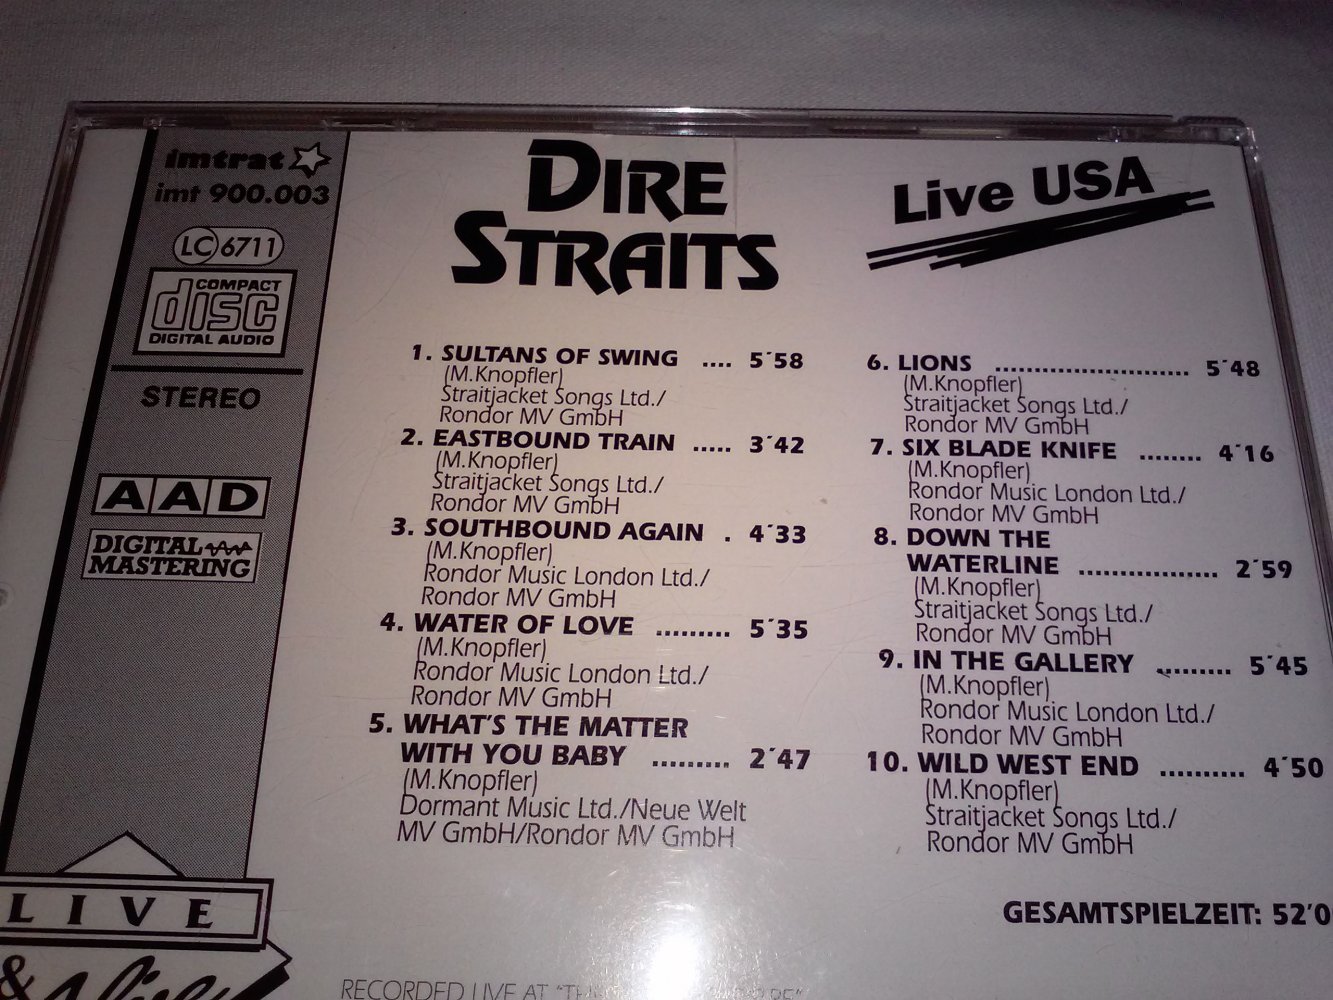 imtrat
imt 900.003
LC 6711
COMPACT
disc
DIGITAL AUDIO
STEREO
AAD
DIGITAL
MASTERING
LIVE
&
DIRE
STRAITS
Live USA
1. SULTANS OF SWING .... 5´58
(M.Knopfler)
Straitjacket Songs Ltd./
Rondor MV GmbH
2. EASTBOUND TRAIN ..... 3´42
(M.Knopfler)
Straitjacket Songs Ltd./
Rondor MV GmbH
3. SOUTHBOUND AGAIN . 4´33
(M.Knopfler)
Rondor Music London Ltd./
Rondor MV GmbH
4. WATER OF LOVE ......... 5´35
(M.Knopfler)
Rondor Music London Ltd./
Rondor MV GmbH
5. WHAT'S THE MATTER
WITH YOU BABY ......... 2´47
(M.Knopfler)
Dormant Music Ltd./Neue Welt
MV GmbH/Rondor MV GmbH
6. LIONS ......................... 5´48
(M.Knopfler)
Straitjacket Songs Ltd./
Rondor MV GmbH
7. SIX BLADE KNIFE ........ 4´16
(M.Knopfler)
Rondor Music London Ltd./
Rondor MV GmbH
8. DOWN THE
WATERLINE .................. 2´59
(M.Knopfler)
Straitjacket Songs Ltd./
Rondor MV GmbH
9. IN THE GALLERY .......... 5´45
(M.Knopfler)
Rondor Music London Ltd./
Rondor MV GmbH
10. WILD WEST END .......... 4´50
(M.Knopfler)
Straitjacket Songs Ltd./
Rondor MV GmbH
GESAMTSPIELZEIT: 52'0
RECORDED LIVE AT